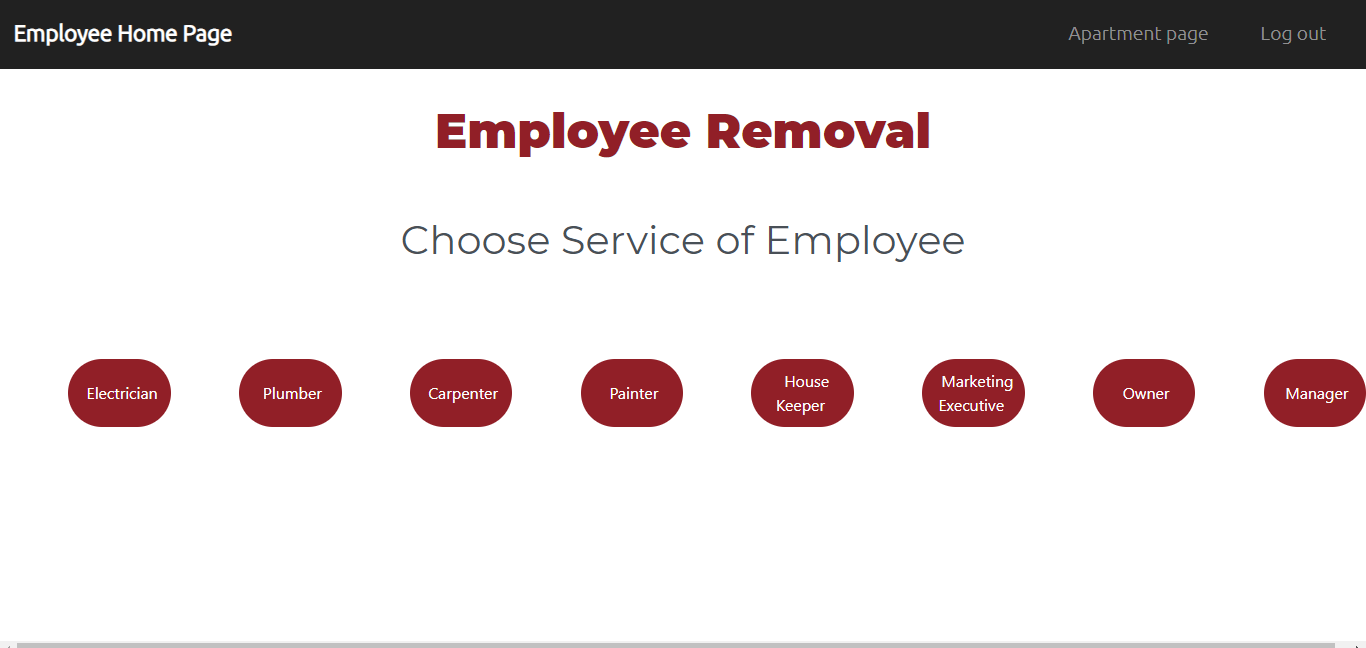 Employee Home Page
Apartment page
Log out
Employee Removal
Choose Service of Employee
Electrician
Plumber
Carpenter
Painter
House
Keeper
Marketing
Executive
Owner
Manager